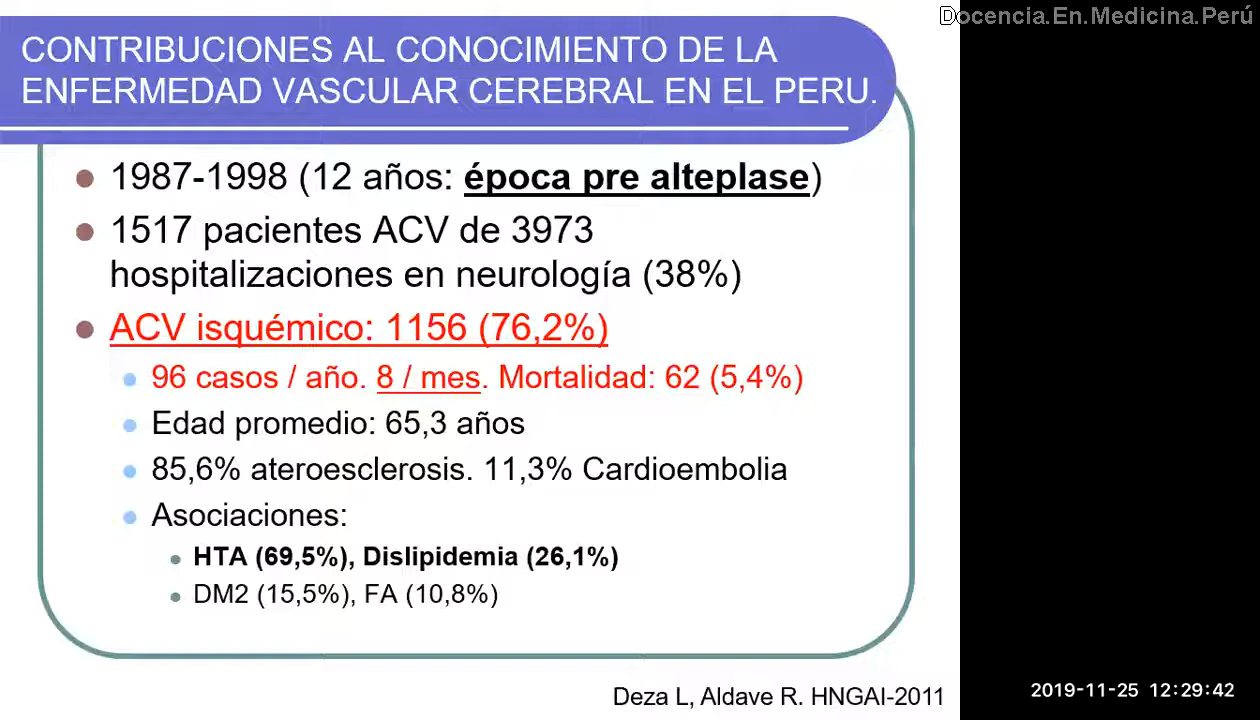 Docencia.En.Medicina.Perú
CONTRIBUCIONES AL CONOCIMIENTO DE LA
ENFERMEDAD VASCULAR CEREBRAL EN EL PERU.
1987-1998 (12 años: época pre alteplase)
1517 pacientes ACV de 3973
hospitalizaciones en neurología (38%)
ACV isquémico: 1156 (76,2%)
96 casos / año. 8 / mes. Mortalidad: 62 (5,4%)
Edad promedio: 65,3 años
85,6% ateroesclerosis. 11,3% Cardioembolia
Asociaciones:
HTA (69,5%), Dislipidemia (26,1%)
DM2 (15,5%), FA (10,8%)
Deza L, Aldave R. HNGAI-2011
2019-11-25 12:29:42